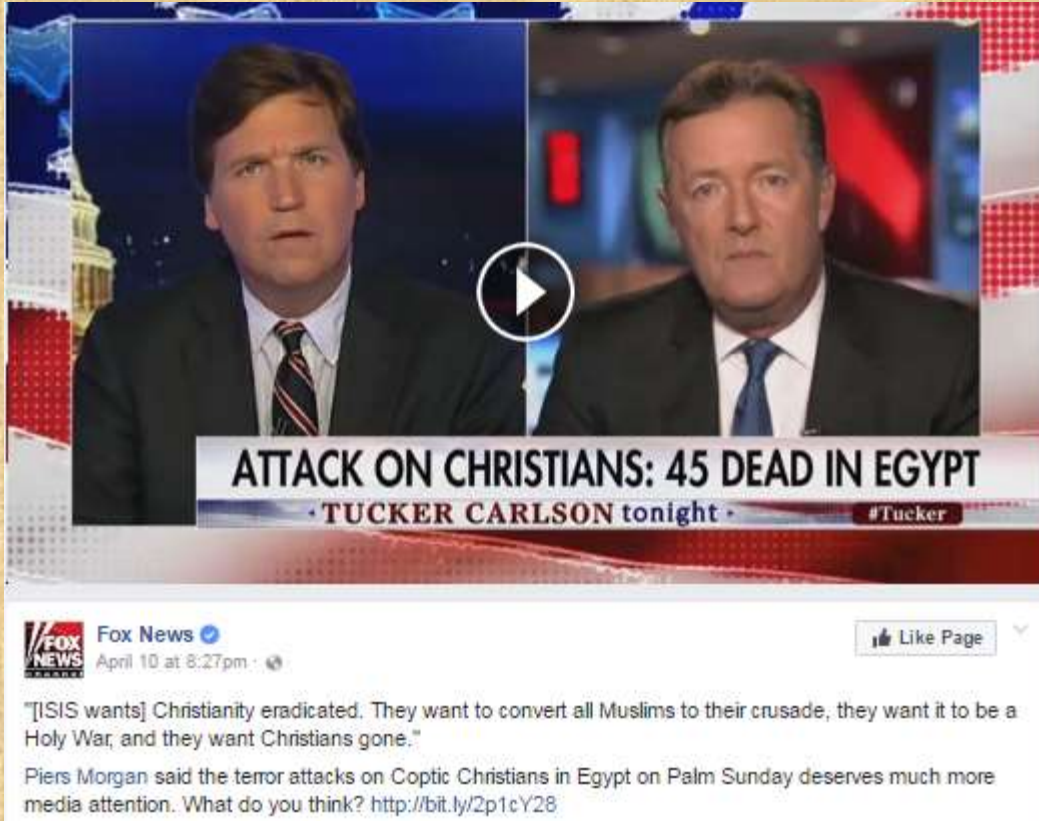 ATTACK ON CHRISTIANS: 45 DEAD IN EGYPT
· TUCKER CARLSON tonight ·
#Tucker
FOX
NEWS
CHANNEL
Fox News
April 10 at 8:27pm ·
Like Page
"[ISIS wants] Christianity eradicated. They want to convert all Muslims to their crusade, they want it to be a
Holy War, and they want Christians gone."
Piers Morgan said the terror attacks on Coptic Christians in Egypt on Palm Sunday deserves much more
media attention. What do you think? http://bit.ly/2p1cY28